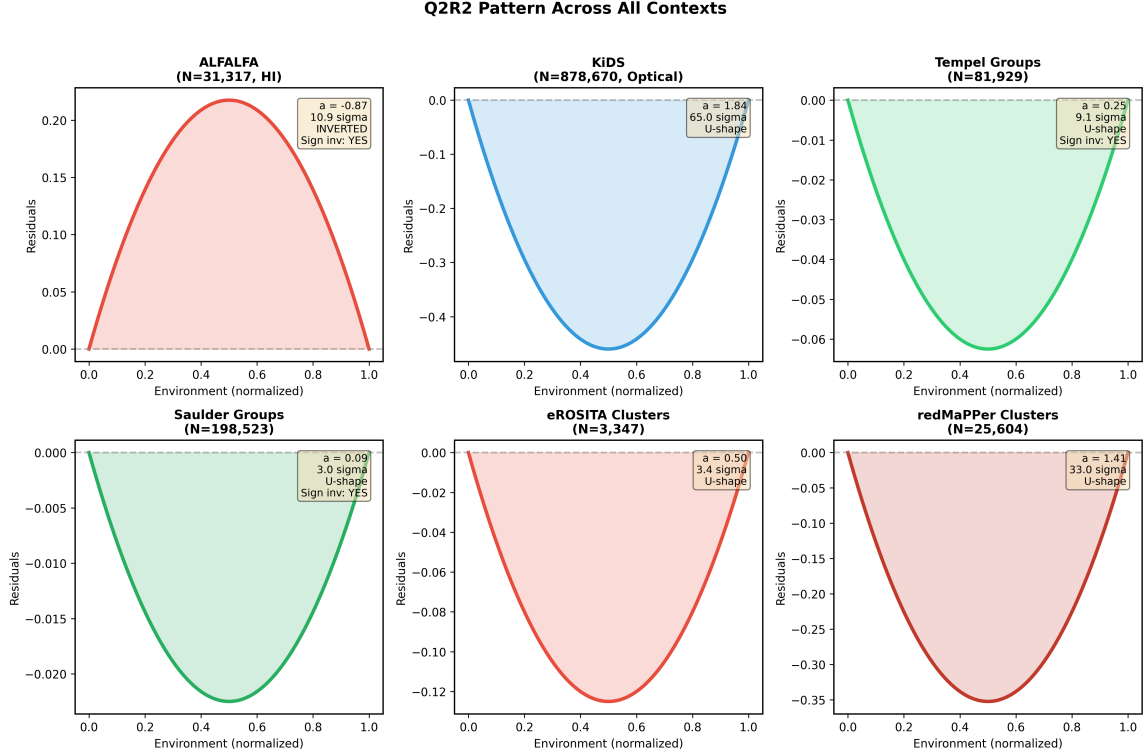 Q2R2 Pattern Across All Contexts
ALFALFA
(N=31,317, HI)
a = -0.87
10.9 sigma
INVERTED
Sign inv: YES
0.20
0.15
0.10
0.05
0.00
Residuals
0.0 0.2 0.4 0.6 0.8 1.0
Environment (normalized)
KiDS
(N=878,670, Optical)
a = 1.84
65.0 sigma
U-shape
0.0
−0.1
−0.2
−0.3
−0.4
Residuals
0.0 0.2 0.4 0.6 0.8 1.0
Environment (normalized)
Tempel Groups
(N=81,929)
a = 0.25
9.1 sigma
U-shape
Sign inv: YES
0.00
−0.01
−0.02
−0.03
−0.04
−0.05
−0.06
Residuals
0.0 0.2 0.4 0.6 0.8 1.0
Environment (normalized)
Saulder Groups
(N=198,523)
a = 0.09
3.0 sigma
U-shape
Sign inv: YES
0.000
−0.005
−0.010
−0.015
−0.020
Residuals
0.0 0.2 0.4 0.6 0.8 1.0
Environment (normalized)
eROSITA Clusters
(N=3,347)
a = 0.50
3.4 sigma
U-shape
0.00
−0.02
−0.04
−0.06
−0.08
−0.10
−0.12
Residuals
0.0 0.2 0.4 0.6 0.8 1.0
Environment (normalized)
redMaPPer Clusters
(N=25,604)
a = 1.41
33.0 sigma
U-shape
0.00
−0.05
−0.10
−0.15
−0.20
−0.25
−0.30
−0.35
Residuals
0.0 0.2 0.4 0.6 0.8 1.0
Environment (normalized)